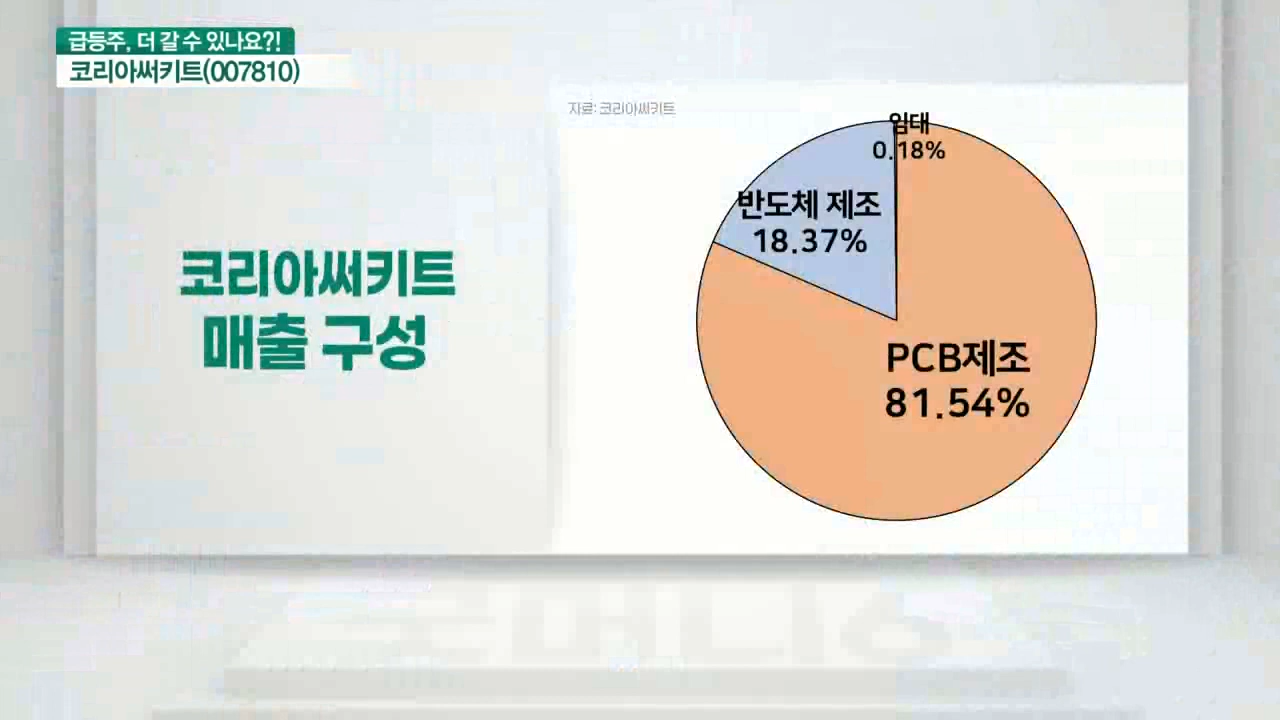 급등주, 더 갈 수 있나요?!
코리아써키트(007810)
자료: 코리아써키트
코리아써키트
매출 구성
임대
0.18%
반도체 제조
18.37%
PCB제조
81.54%